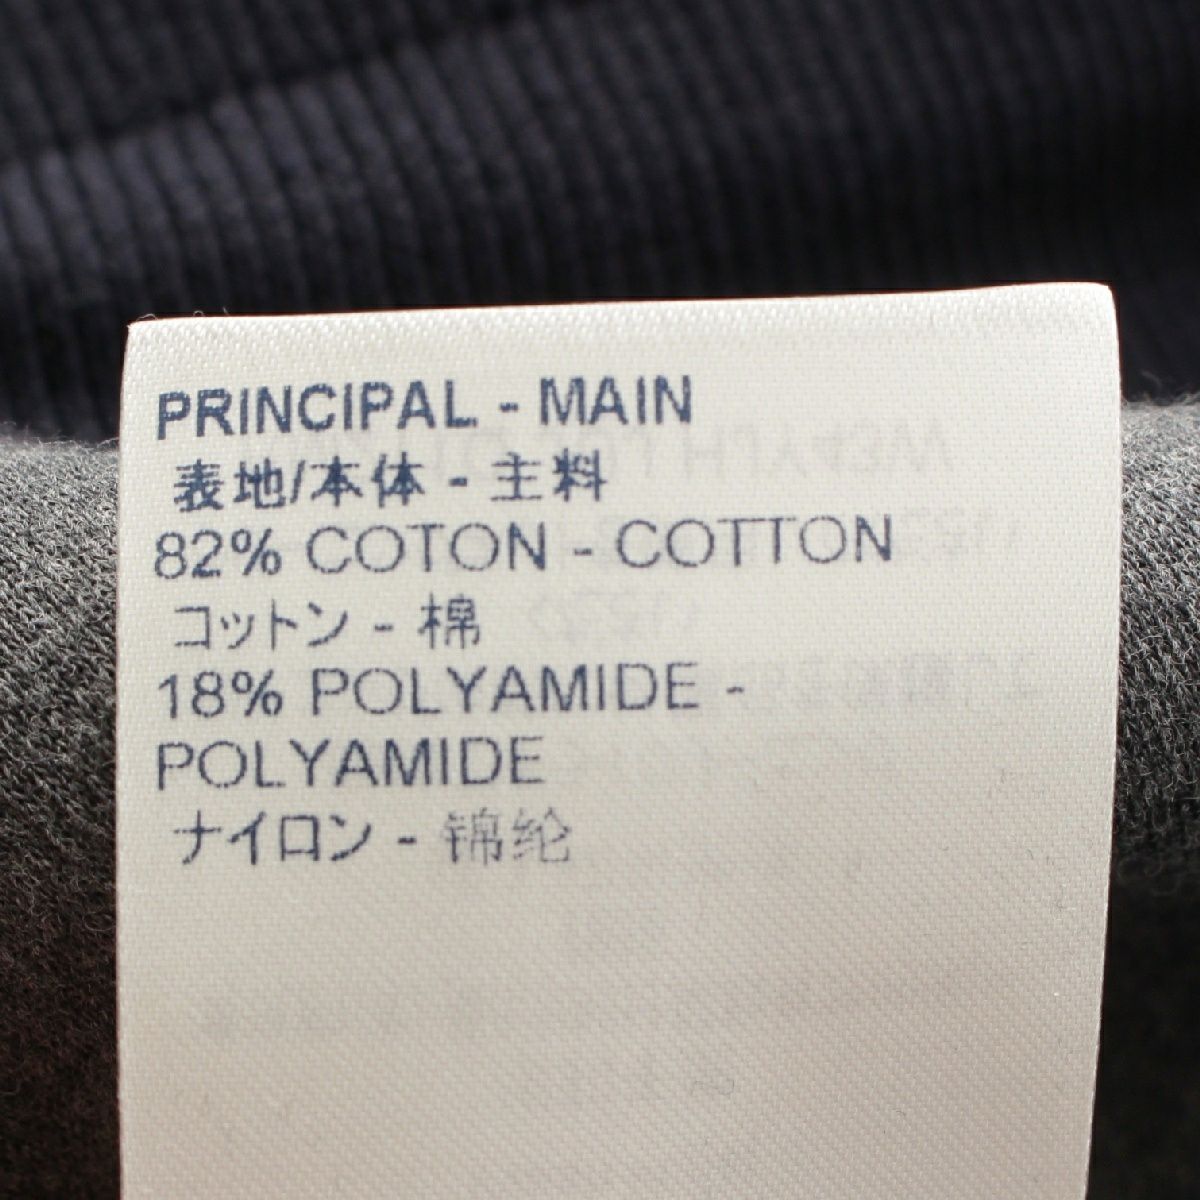 PRINCIPAL - MAIN
表地/本体 - 主料
82% COTON - COTTON
コットン - 棉
18% POLYAMIDE -
POLYAMIDE
ナイロン - 锦纶